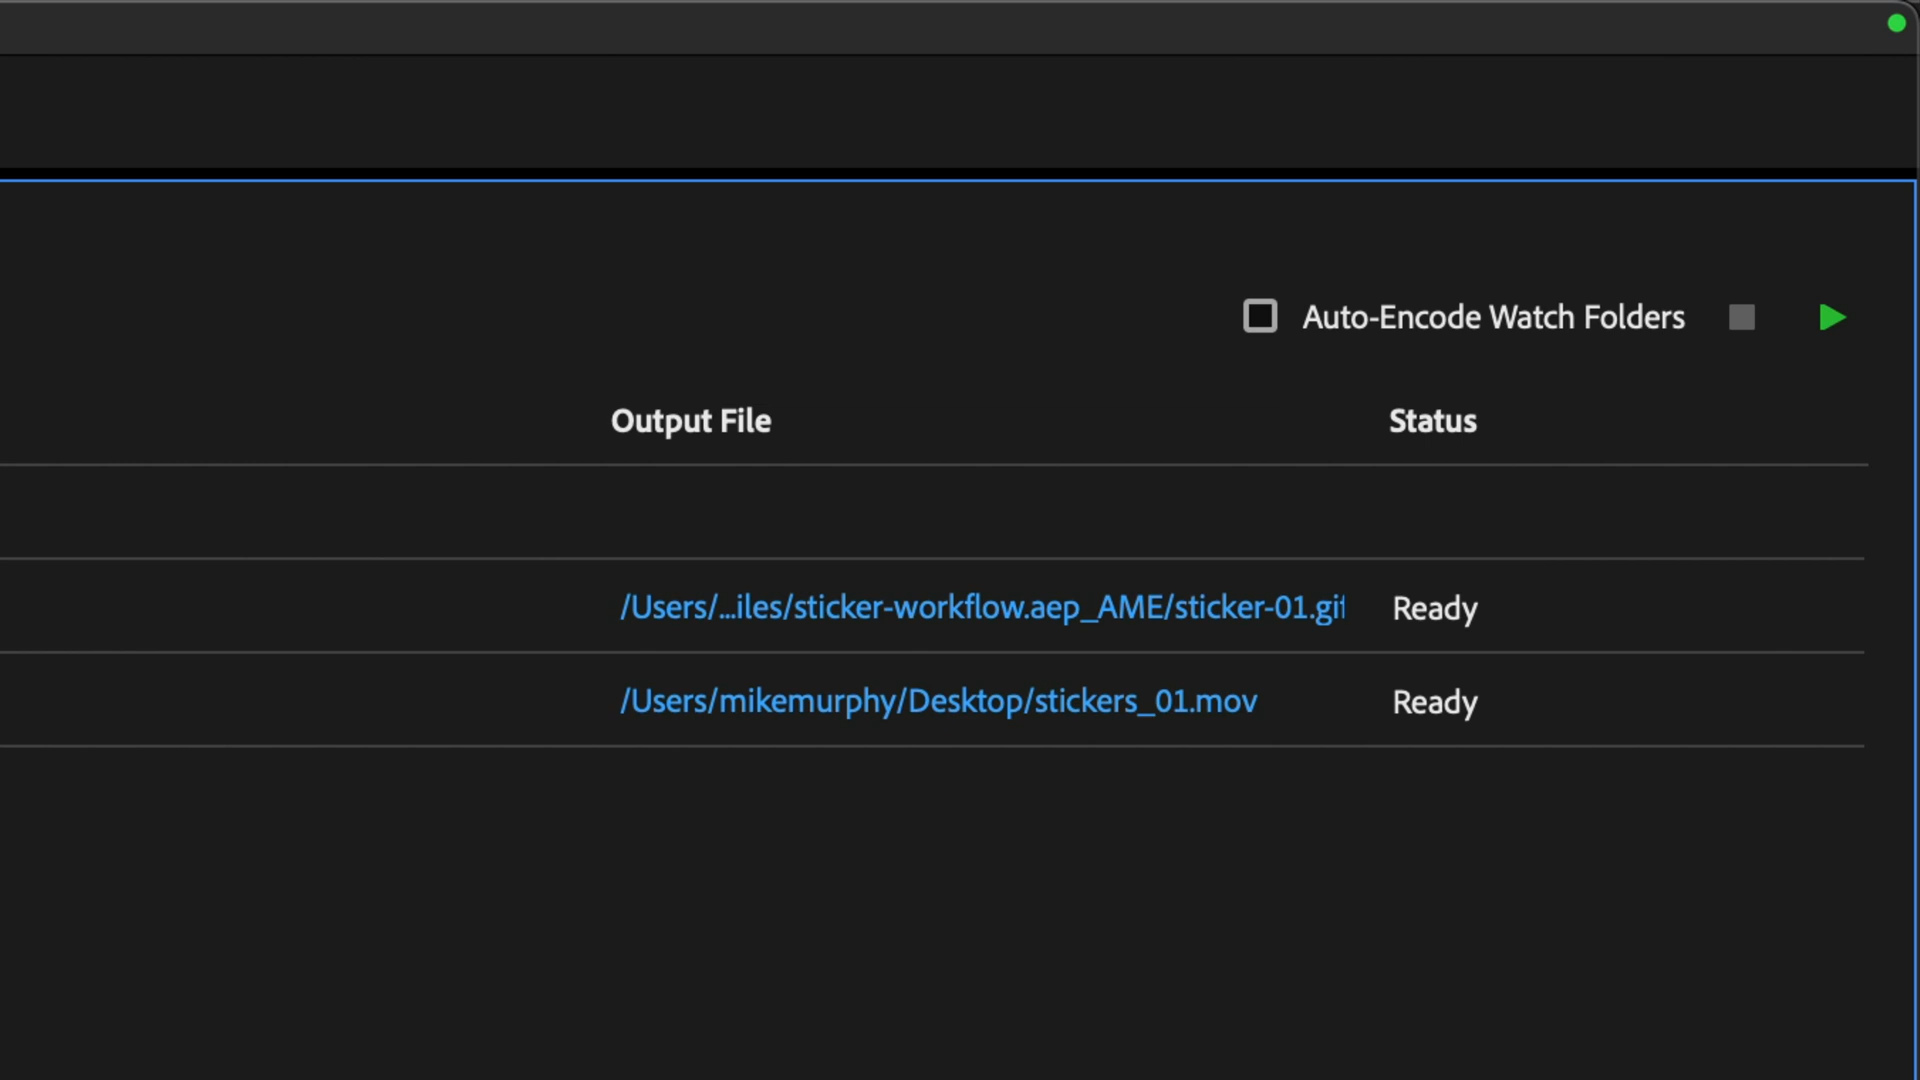 Auto-Encode Watch Folders
Output File Status
/Users/...iles/sticker-workflow.aep_AME/sticker-01.gif Ready
/Users/mikemurphy/Desktop/stickers_01.mov Ready